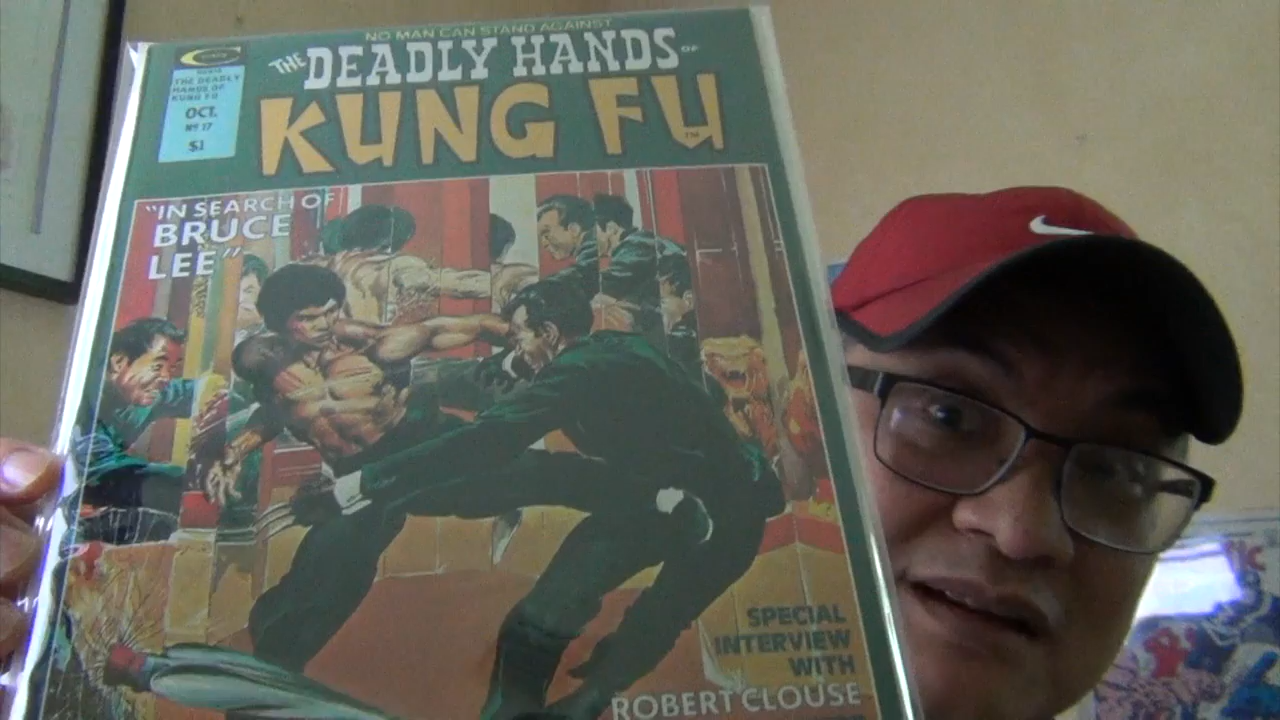 NO MAN CAN STAND AGAINST
THE DEADLY HANDS OF
KUNG FU™
THE DEADLY
HANDS OF
KUNG FU
OCT.
Nº 17
$1
"IN SEARCH OF
BRUCE
LEE"
SPECIAL
INTERVIEW
WITH
ROBERT CLOUSE